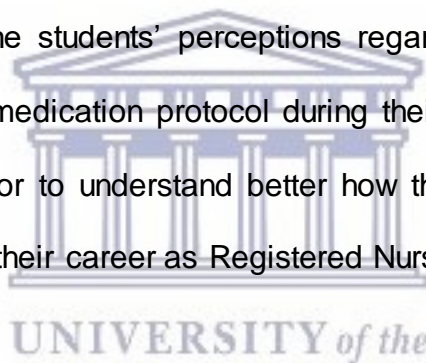 ne students’ perceptions regar
medication protocol during thei
or to understand better how th
their career as Registered Nurs
UNIVERSITY of the